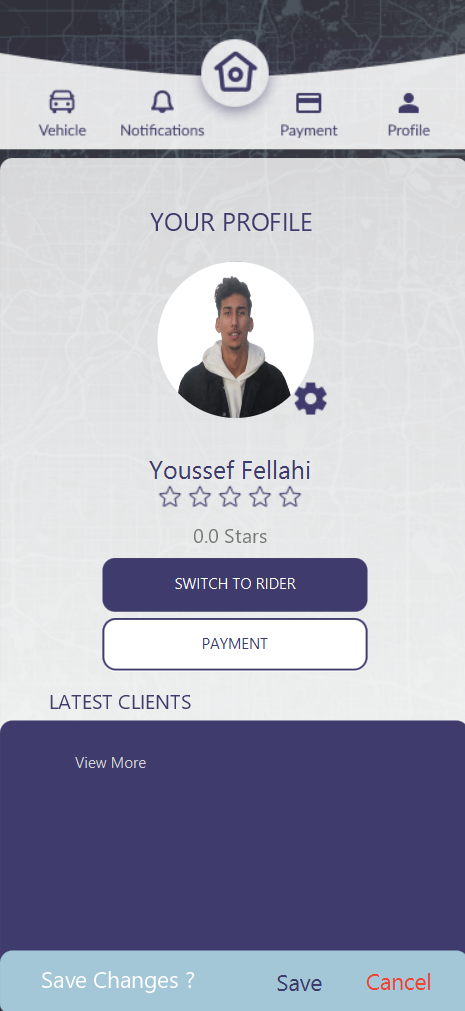 Vehicle Notifications Payment Profile
YOUR PROFILE
Youssef Fellahi
0.0 Stars
SWITCH TO RIDER
PAYMENT
LATEST CLIENTS
View More
Save Changes ? Save Cancel